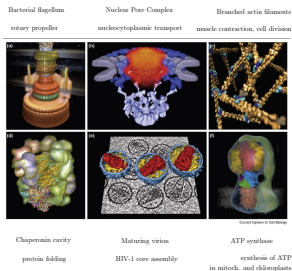 Bacterial flagellum
rotary propeller
Nuclear Pore Complex
nucleocytoplasmic transport
Branched actin filaments
muscle contraction, cell division
(a)
(b)
(c)
(d)
(e)
(f)
Current Opinion in Cell Biology
Chaperonin cavity
protein folding
Maturing virion
HIV-1 core assembly
ATP synthase
synthesis of ATP
in mitoch. and chloroplasts